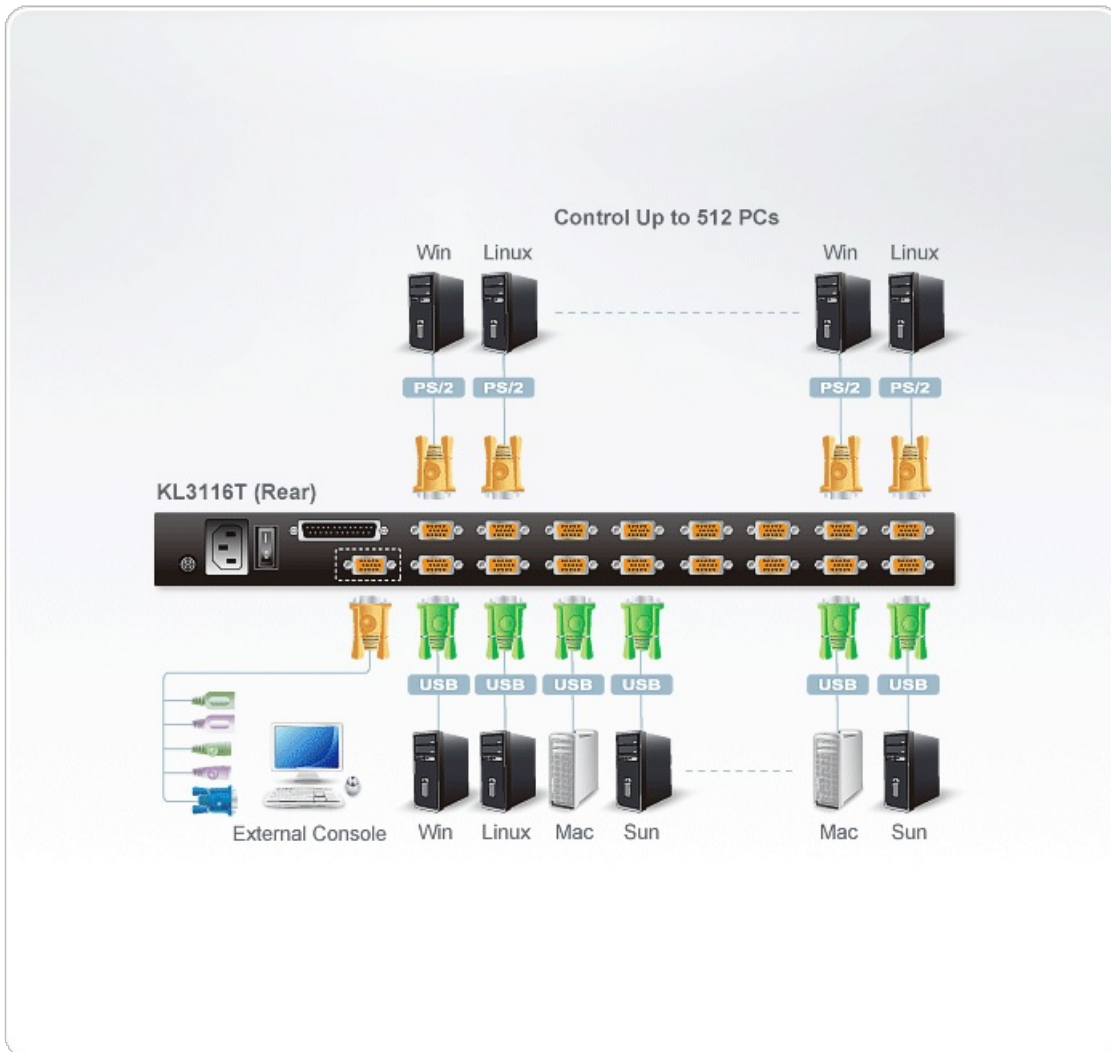 Control Up to 512 PCs
Win Linux Win Linux
PS/2 PS/2 PS/2 PS/2
KL3116T (Rear)
USB USB USB USB USB USB
External Console Win Linux Mac Sun Mac Sun